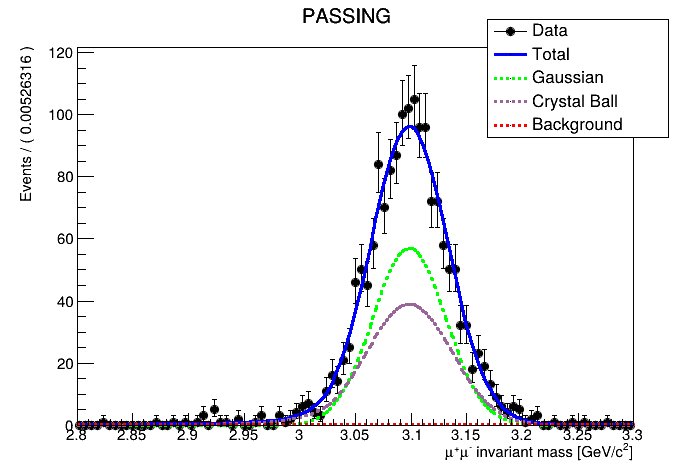 PASSING
Data
Total
Gaussian
Crystal Ball
Background
Events / ( 0.00526316 )
120
100
80
60
40
20
0
2.8 2.85 2.9 2.95 3 3.05 3.1 3.15 3.2 3.25 3.3
μ⁺μ⁻ invariant mass [GeV/c²]